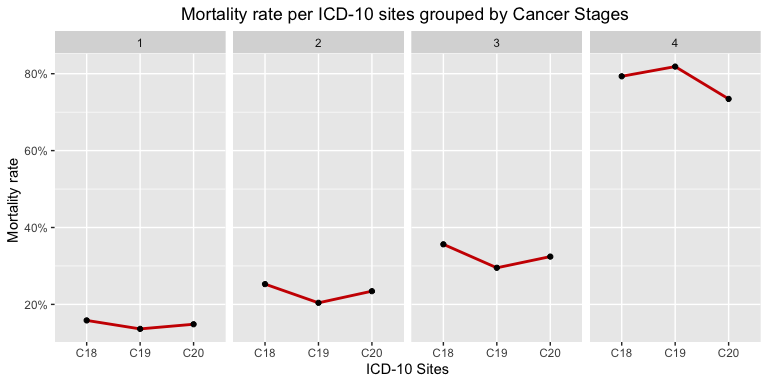 Mortality rate per ICD-10 sites grouped by Cancer Stages
1 2 3 4
80%
60%
40%
20%
Mortality rate
C18 C19 C20 C18 C19 C20 C18 C19 C20 C18 C19 C20
ICD-10 Sites